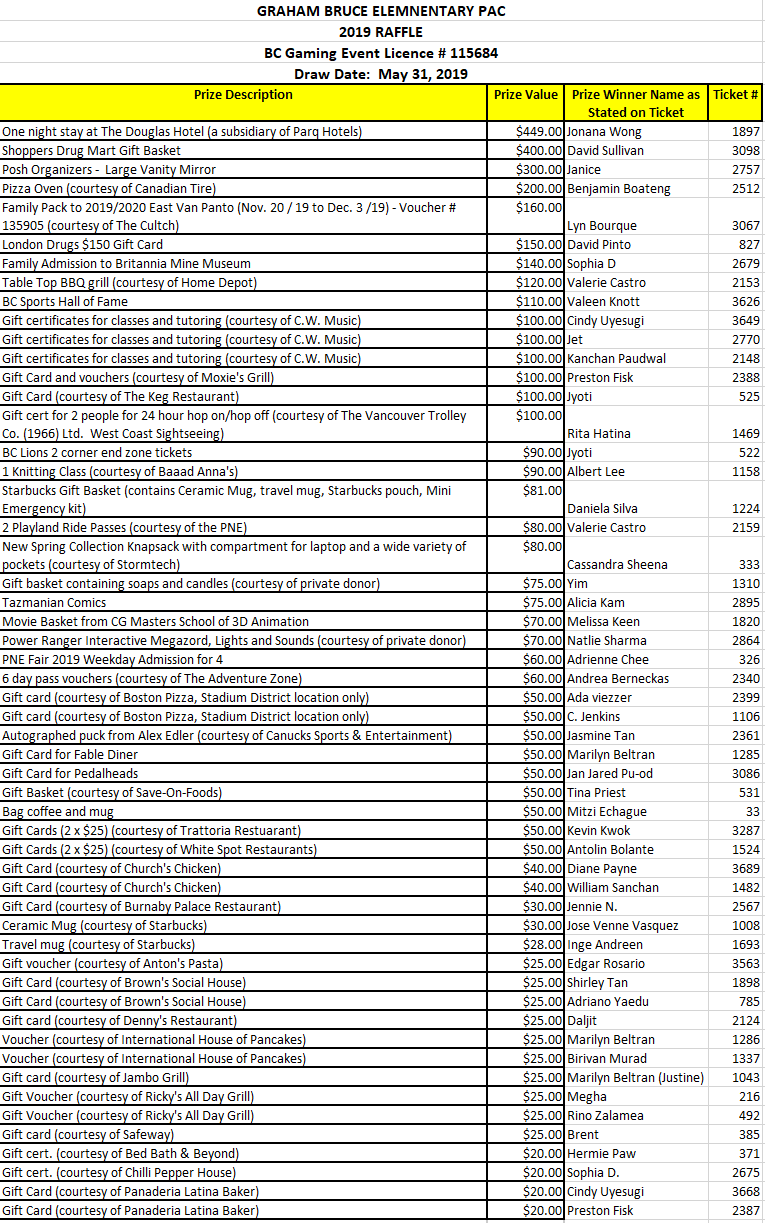 GRAHAM BRUCE ELEMNENTARY PAC
2019 RAFFLE
BC Gaming Event Licence # 115684
Draw Date:  May 31, 2019
Prize Description Prize Value Prize Winner Name as Stated on Ticket Ticket #
One night stay at The Douglas Hotel (a subsidiary of Parq Hotels) $449.00 Jonana Wong 1897
Shoppers Drug Mart Gift Basket $400.00 David Sullivan 3098
Posh Organizers -  Large Vanity Mirror $300.00 Janice 2757
Pizza Oven (courtesy of Canadian Tire) $200.00 Benjamin Boateng 2512
Family Pack to 2019/2020 East Van Panto (Nov. 20 / 19 to Dec. 3 /19) - Voucher # $160.00
135905 (courtesy of The Cultch) Lyn Bourque 3067
London Drugs $150 Gift Card $150.00 David Pinto 827
Family Admission to Britannia Mine Museum $140.00 Sophia D 2679
Table Top BBQ grill (courtesy of Home Depot) $120.00 Valerie Castro 2153
BC Sports Hall of Fame $110.00 Valeen Knott 3626
Gift certificates for classes and tutoring (courtesy of C.W. Music) $100.00 Cindy Uyesugi 3649
Gift certificates for classes and tutoring (courtesy of C.W. Music) $100.00 Jet 2770
Gift certificates for classes and tutoring (courtesy of C.W. Music) $100.00 Kanchan Paudwal 2148
Gift Card and vouchers (courtesy of Moxie's Grill) $100.00 Preston Fisk 2388
Gift Card (courtesy of The Keg Restaurant) $100.00 Jyoti 525
Gift cert for 2 people for 24 hour hop on/hop off (courtesy of The Vancouver Trolley $100.00
Co. (1966) Ltd.  West Coast Sightseeing) Rita Hatina 1469
BC Lions 2 corner end zone tickets $90.00 Jyoti 522
1 Knitting Class (courtesy of Baaad Anna's) $90.00 Albert Lee 1158
Starbucks Gift Basket (contains Ceramic Mug, travel mug, Starbucks pouch, Mini $81.00
Emergency kit) Daniela Silva 1224
2 Playland Ride Passes (courtesy of the PNE) $80.00 Valerie Castro 2159
New Spring Collection Knapsack with compartment for laptop and a wide variety of $80.00
pockets (courtesy of Stormtech) Cassandra Sheena 333
Gift basket containing soaps and candles (courtesy of private donor) $75.00 Yim 1310
Tazmanian Comics $75.00 Alicia Kam 2895
Movie Basket from CG Masters School of 3D Animation $70.00 Melissa Keen 1820
Power Ranger Interactive Megazord, Lights and Sounds (courtesy of private donor) $70.00 Natlie Sharma 2864
PNE Fair 2019 Weekday Admission for 4 $60.00 Adrienne Chee 326
6 day pass vouchers (courtesy of The Adventure Zone) $60.00 Andrea Berneckas 2340
Gift card (courtesy of Boston Pizza, Stadium District location only) $50.00 Ada viezzer 2399
Gift card (courtesy of Boston Pizza, Stadium District location only) $50.00 C. Jenkins 1106
Autographed puck from Alex Edler (courtesy of Canucks Sports & Entertainment) $50.00 Jasmine Tan 2361
Gift Card for Fable Diner $50.00 Marilyn Beltran 1285
Gift Card for Pedalheads $50.00 Jan Jared Pu-od 3086
Gift Basket (courtesy of Save-On-Foods) $50.00 Tina Priest 531
Bag coffee and mug $50.00 Mitzi Echague 33
Gift Cards (2 x $25) (courtesy of Trattoria Restuarant) $50.00 Kevin Kwok 3287
Gift Cards (2 x $25) (courtesy of White Spot Restaurants) $50.00 Antolin Bolante 1524
Gift Card (courtesy of Church's Chicken) $40.00 Diane Payne 3689
Gift Card (courtesy of Church's Chicken) $40.00 William Sanchan 1482
Gift Card (courtesy of Burnaby Palace Restaurant) $30.00 Jennie N. 2567
Ceramic Mug (courtesy of Starbucks) $30.00 Jose Venne Vasquez 1008
Travel mug (courtesy of Starbucks) $28.00 Inge Andreen 1693
Gift voucher (courtesy of Anton's Pasta) $25.00 Edgar Rosario 3563
Gift Card (courtesy of Brown's Social House) $25.00 Shirley Tan 1898
Gift Card (courtesy of Brown's Social House) $25.00 Adriano Yaedu 785
Gift card (courtesy of Denny's Restaurant) $25.00 Daljit 2124
Voucher (courtesy of International House of Pancakes) $25.00 Marilyn Beltran 1286
Voucher (courtesy of International House of Pancakes) $25.00 Birivan Murad 1337
Gift card (courtesy of Jambo Grill) $25.00 Marilyn Beltran (Justine) 1043
Gift Voucher (courtesy of Ricky's All Day Grill) $25.00 Megha 216
Gift Voucher (courtesy of Ricky's All Day Grill) $25.00 Rino Zalamea 492
Gift card (courtesy of Safeway) $25.00 Brent 385
Gift cert. (courtesy of Bed Bath & Beyond) $20.00 Hermie Paw 371
Gift cert. (courtesy of Chilli Pepper House) $20.00 Sophia D. 2675
Gift Card (courtesy of Panaderia Latina Baker) $20.00 Cindy Uyesugi 3668
Gift Card (courtesy of Panaderia Latina Baker) $20.00 Preston Fisk 2387